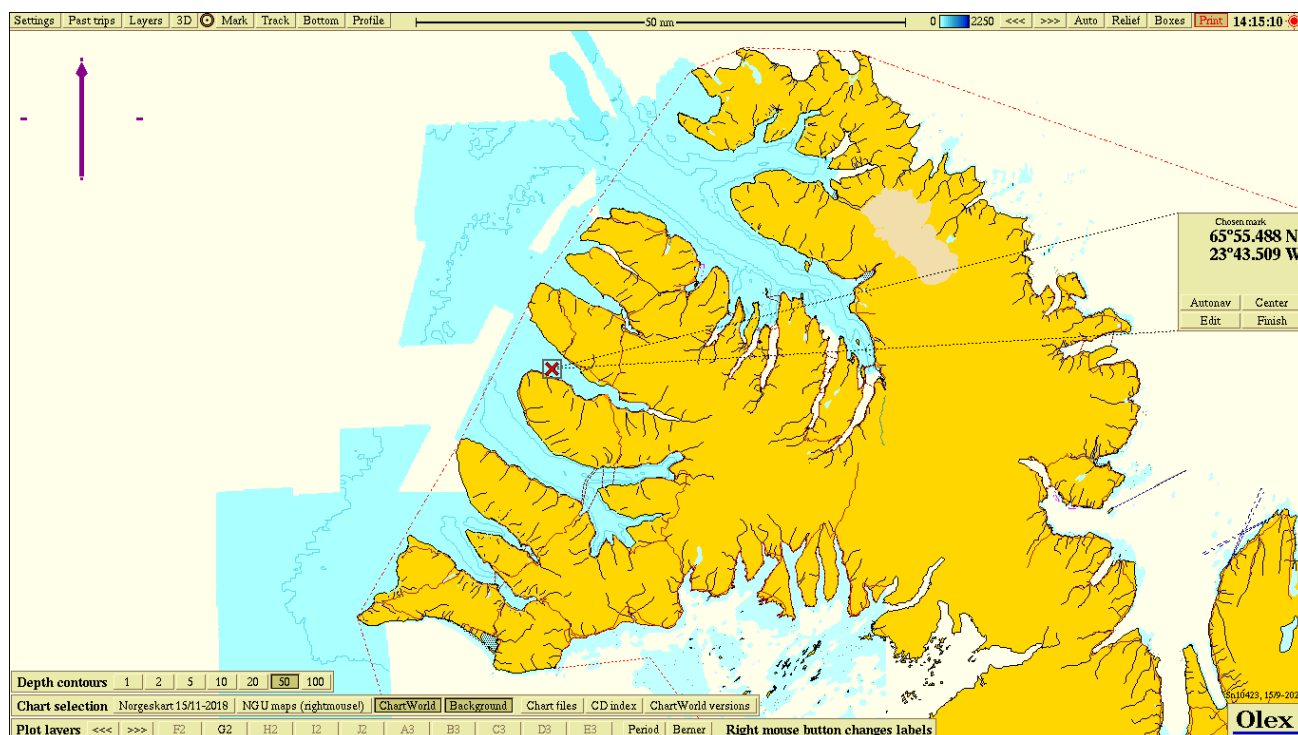 Settings Past trips Layers 3D Mark Track Bottom Profile 50 nm 0 2250 <<< >>> Auto Relief Boxes Print 14:15:10
Chosen mark
65°55.488 N
23°43.509 W
Autonav Center
Edit Finish
Depth contours 1 2 5 10 20 50 100
Sn10423, 15/9-202
Chart selection Norgeskart 15/11-2018 NGU maps (rightmouse!) ChartWorld Background Chart files CD index ChartWorld versions
Plot layers <<< >>> F2 G2 H2 I2 J2 A3 B3 C3 D3 E3 Period Berner Right mouse button changes labels
Olex